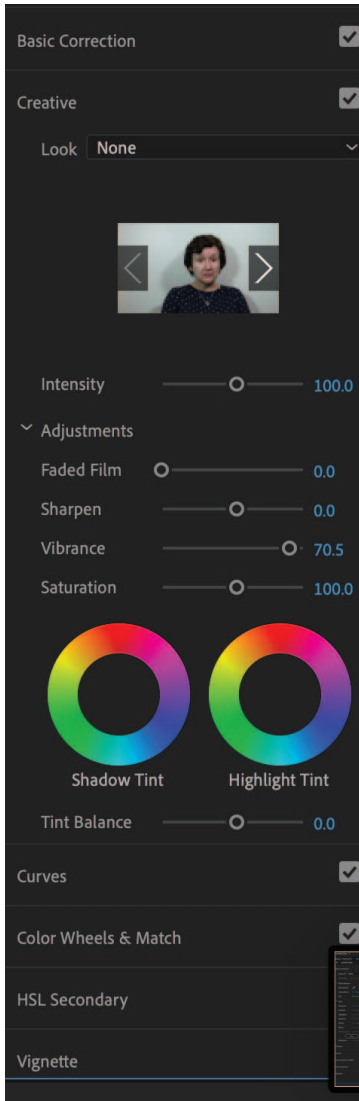 Basic Correction
Creative
Look None
Intensity 100.0
Adjustments
Faded Film 0.0
Sharpen 0.0
Vibrance 70.5
Saturation 100.0
Shadow Tint Highlight Tint
Tint Balance 0.0
Curves
Color Wheels & Match
HSL Secondary
Vignette